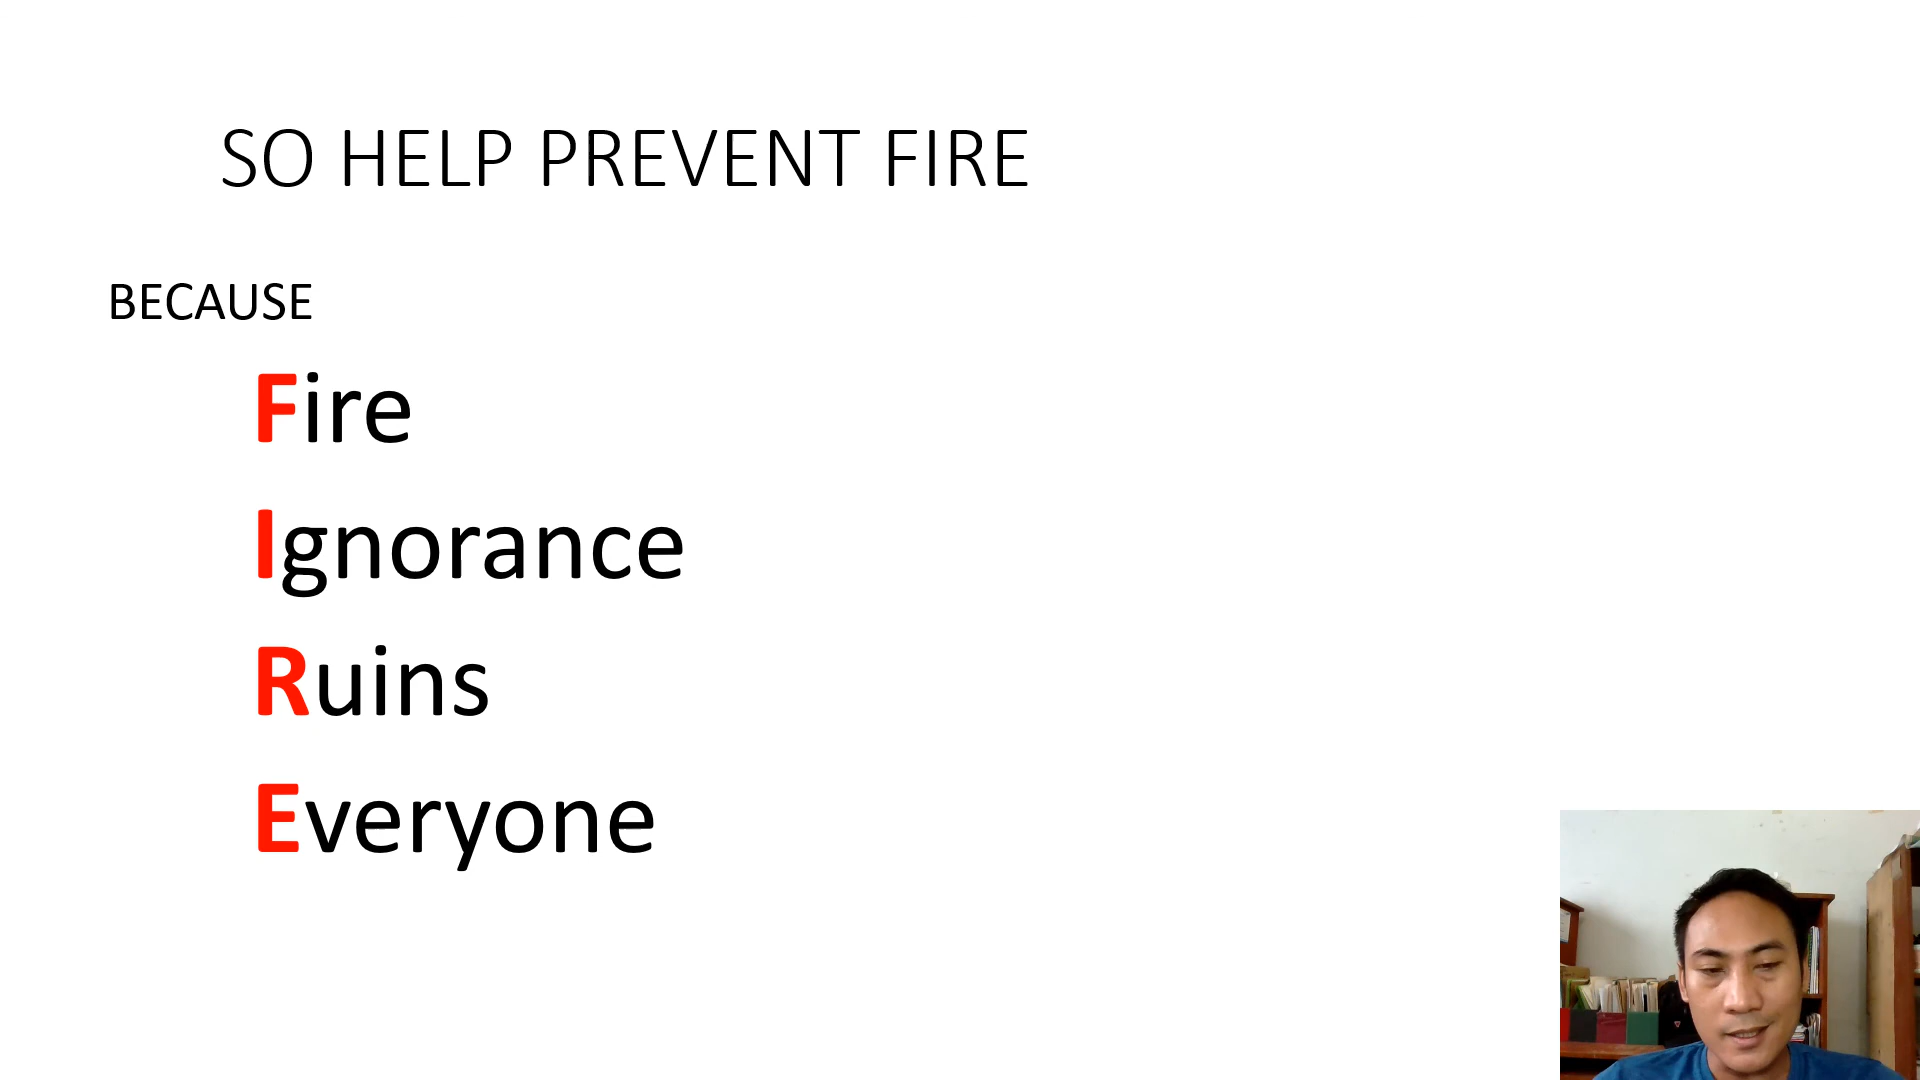 SO HELP PREVENT FIRE
BECAUSE
Fire
Ignorance
Ruins
Everyone